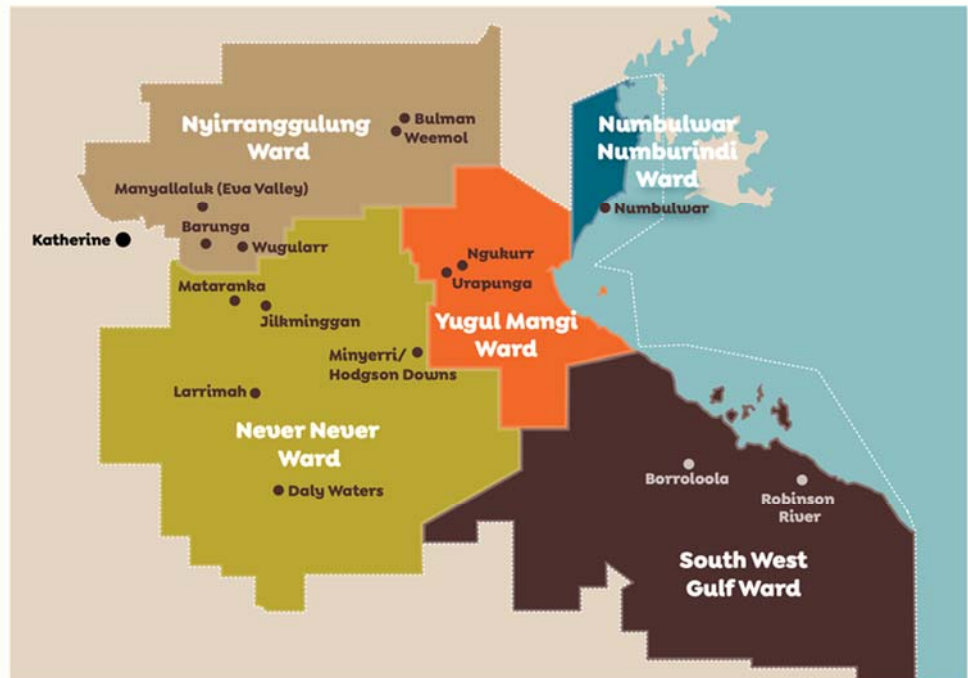 Nyirranggulung
Ward
Bulman
Weemol
Numbulwar
Numburindi
Ward
Numbulwar
Manyallaluk (Eva Valley)
Barunga
Wugularr
Katherine
Mataranka
Jilkminggan
Ngukurr
Urapunga
Yugul Mangi
Ward
Minyerri/
Hodgson Downs
Larrimah
Never Never
Ward
Daly Waters
Borroloola
Robinson
River
South West
Gulf Ward